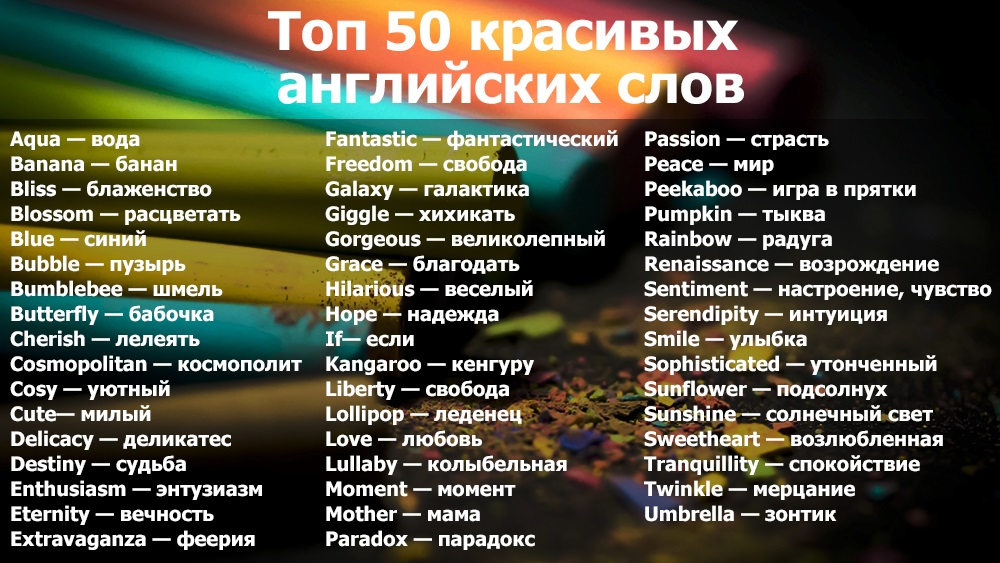 Топ 50 красивых
английских слов
Aqua — вода
Banana — банан
Bliss — блаженство
Blossom — расцветать
Blue — синий
Bubble — пузырь
Bumblebee — шмель
Butterfly — бабочка
Cherish — лелеять
Cosmopolitan — космополит
Cosy — уютный
Cute— милый
Delicacy — деликатес
Destiny — судьба
Enthusiasm — энтузиазм
Eternity — вечность
Extravaganza — феерия
Fantastic — фантастический
Freedom — свобода
Galaxy — галактика
Giggle — хихикать
Gorgeous — великолепный
Grace — благодать
Hilarious — веселый
Hope — надежда
If— если
Kangaroo — кенгуру
Liberty — свобода
Lollipop — леденец
Love — любовь
Lullaby — колыбельная
Moment — момент
Mother — мама
Paradox — парадокс
Passion — страсть
Peace — мир
Peekaboo — игра в прятки
Pumpkin — тыква
Rainbow — радуга
Renaissance — возрождение
Sentiment — настроение, чувство
Serendipity — интуиция
Smile — улыбка
Sophisticated — утонченный
Sunflower — подсолнух
Sunshine — солнечный свет
Sweetheart — возлюбленная
Tranquillity — спокойствие
Twinkle — мерцание
Umbrella — зонтик